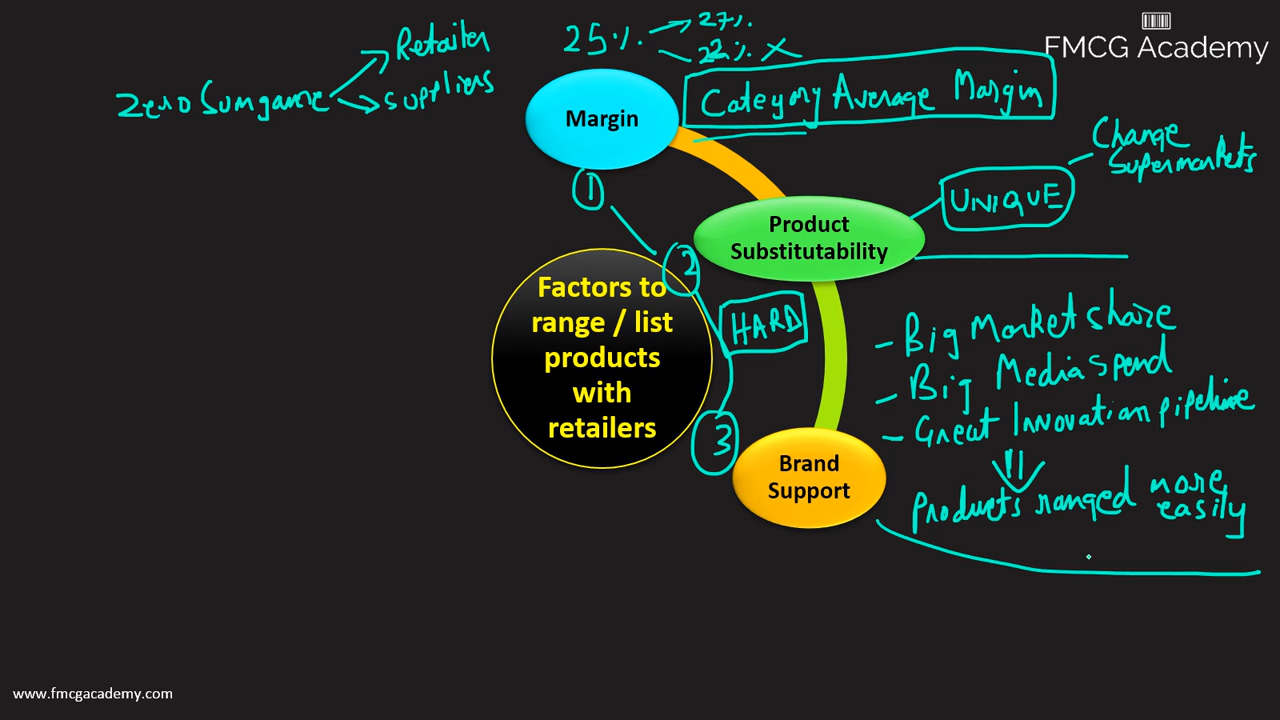 Zero Sum game
Retailer
Suppliers
25%
27%
22% X
FMCG Academy
Margin
Category Average Margin
1
Product
Substitutability
UNIQUE
Change
Supermarkets
2
HARD
Factors to
range / list
products
with
retailers
3
Brand
Support
- Big Market share
- Big Media spend
- Great Innovation pipeline
Products ranged more
easily
www.fmcgacademy.com